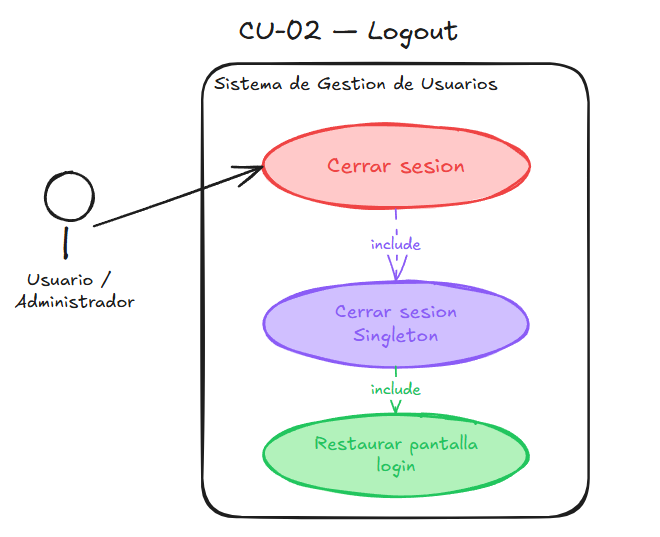 CU-02 — Logout
Sistema de Gestion de Usuarios
Cerrar sesion
include
Usuario /
Administrador
Cerrar sesion
Singleton
include
Restaurar pantalla
login